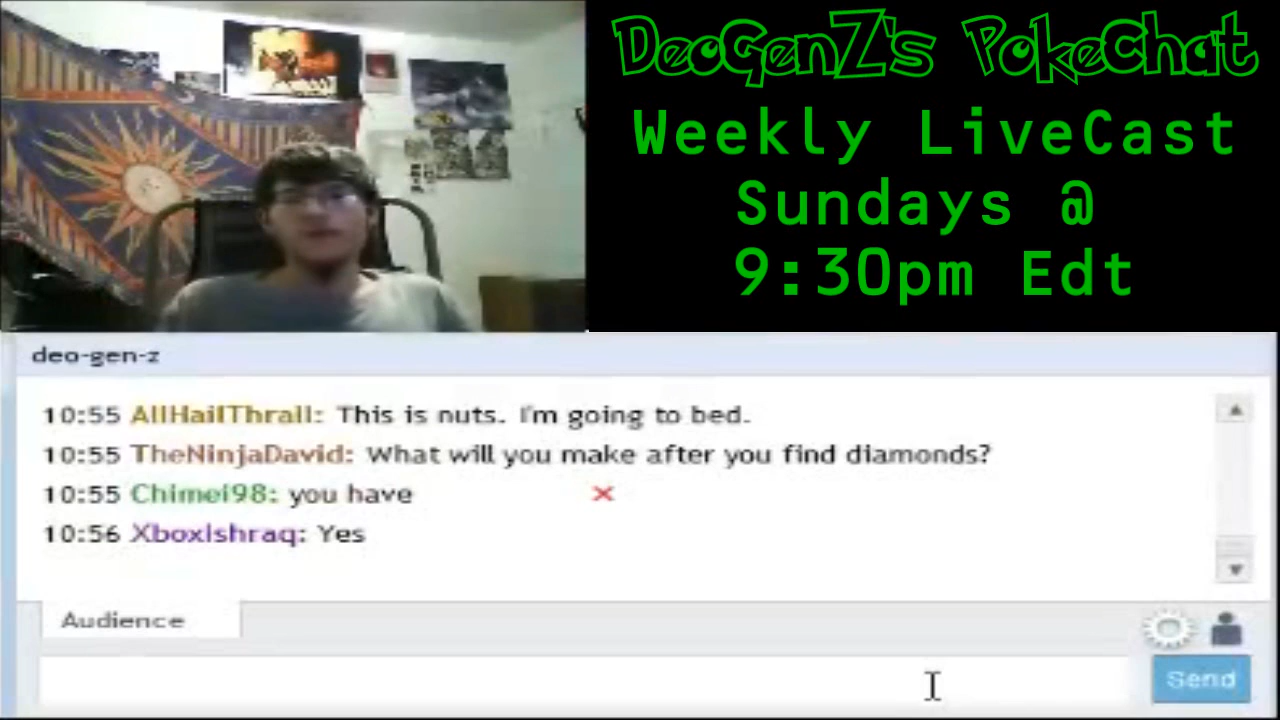 DeoGenZ's PokeChat
Weekly LiveCast
Sundays @
9:30pm Edt
deo-gen-z
10:55 AllHailThrall: This is nuts. I'm going to bed.
10:55 TheNinjaDavid: What will you make after you find diamonds?
10:55 Chimei98: you have
10:56 XboxIshraq: Yes
Audience
Send